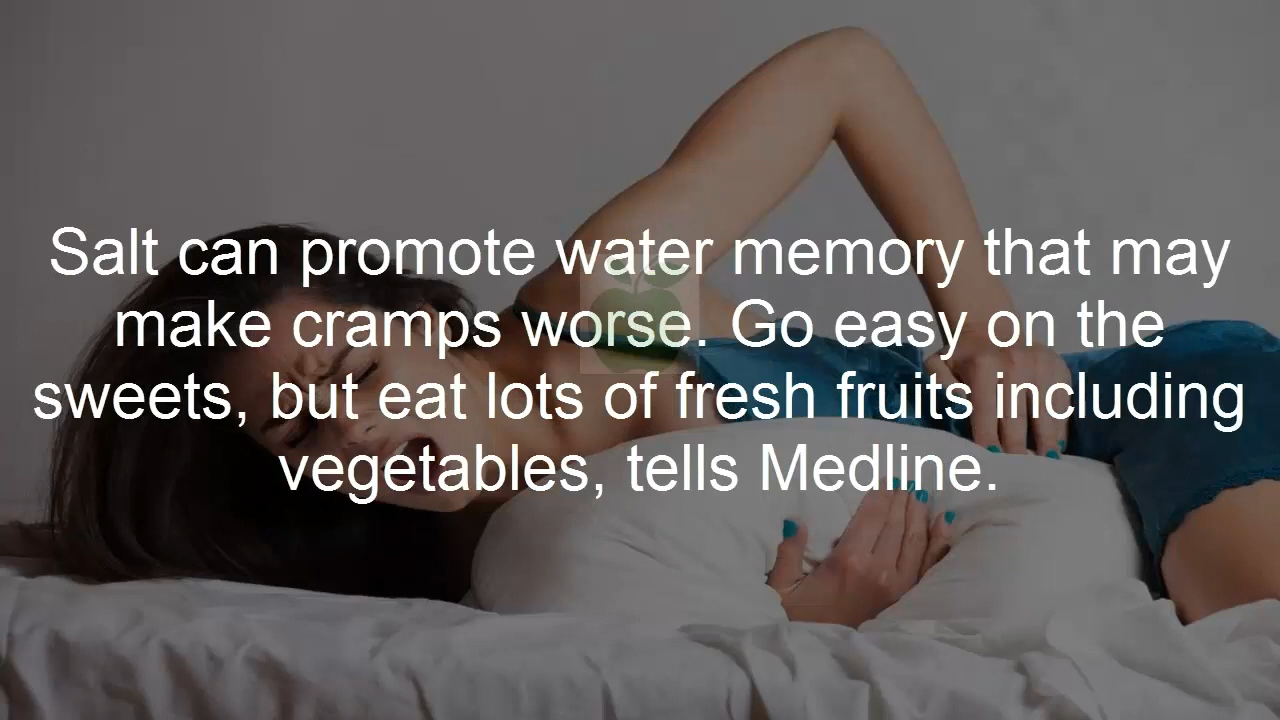 Salt can promote water memory that may
make cramps worse. Go easy on the
sweets, but eat lots of fresh fruits including
vegetables, tells Medline.